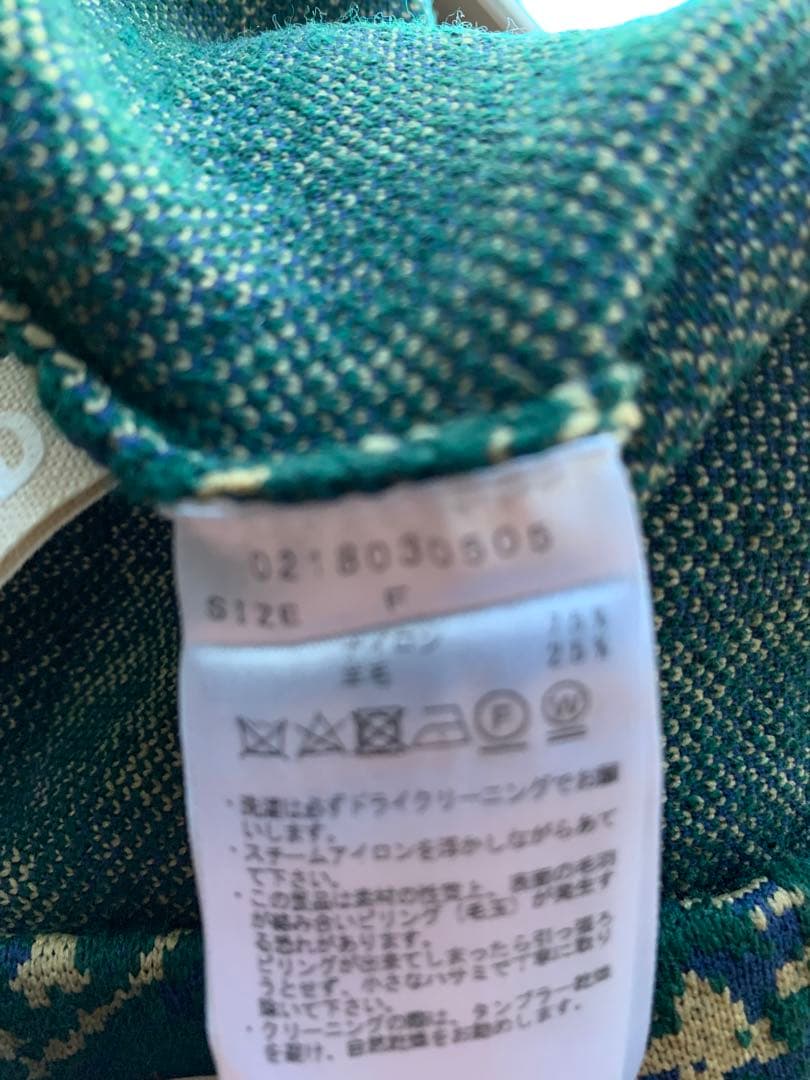 0218030505
SIZE F
ナイロン
羊毛 25%
F W
・洗濯は必ずドライクリーニングでお願
いします。
・スチームアイロンを浮かしながらあて
て下さい。
・この製品は素材の性質上、表面の毛羽
が絡み合いピリング(毛玉)が発生す
る恐れがあります。
ピリングが出来てしまったら引っ張ろ
うとせず、小さなハサミで丁寧に取り
除いて下さい。
・クリーニングの際は、タンブラー乾燥
を避け、自然乾燥をお勧めします。